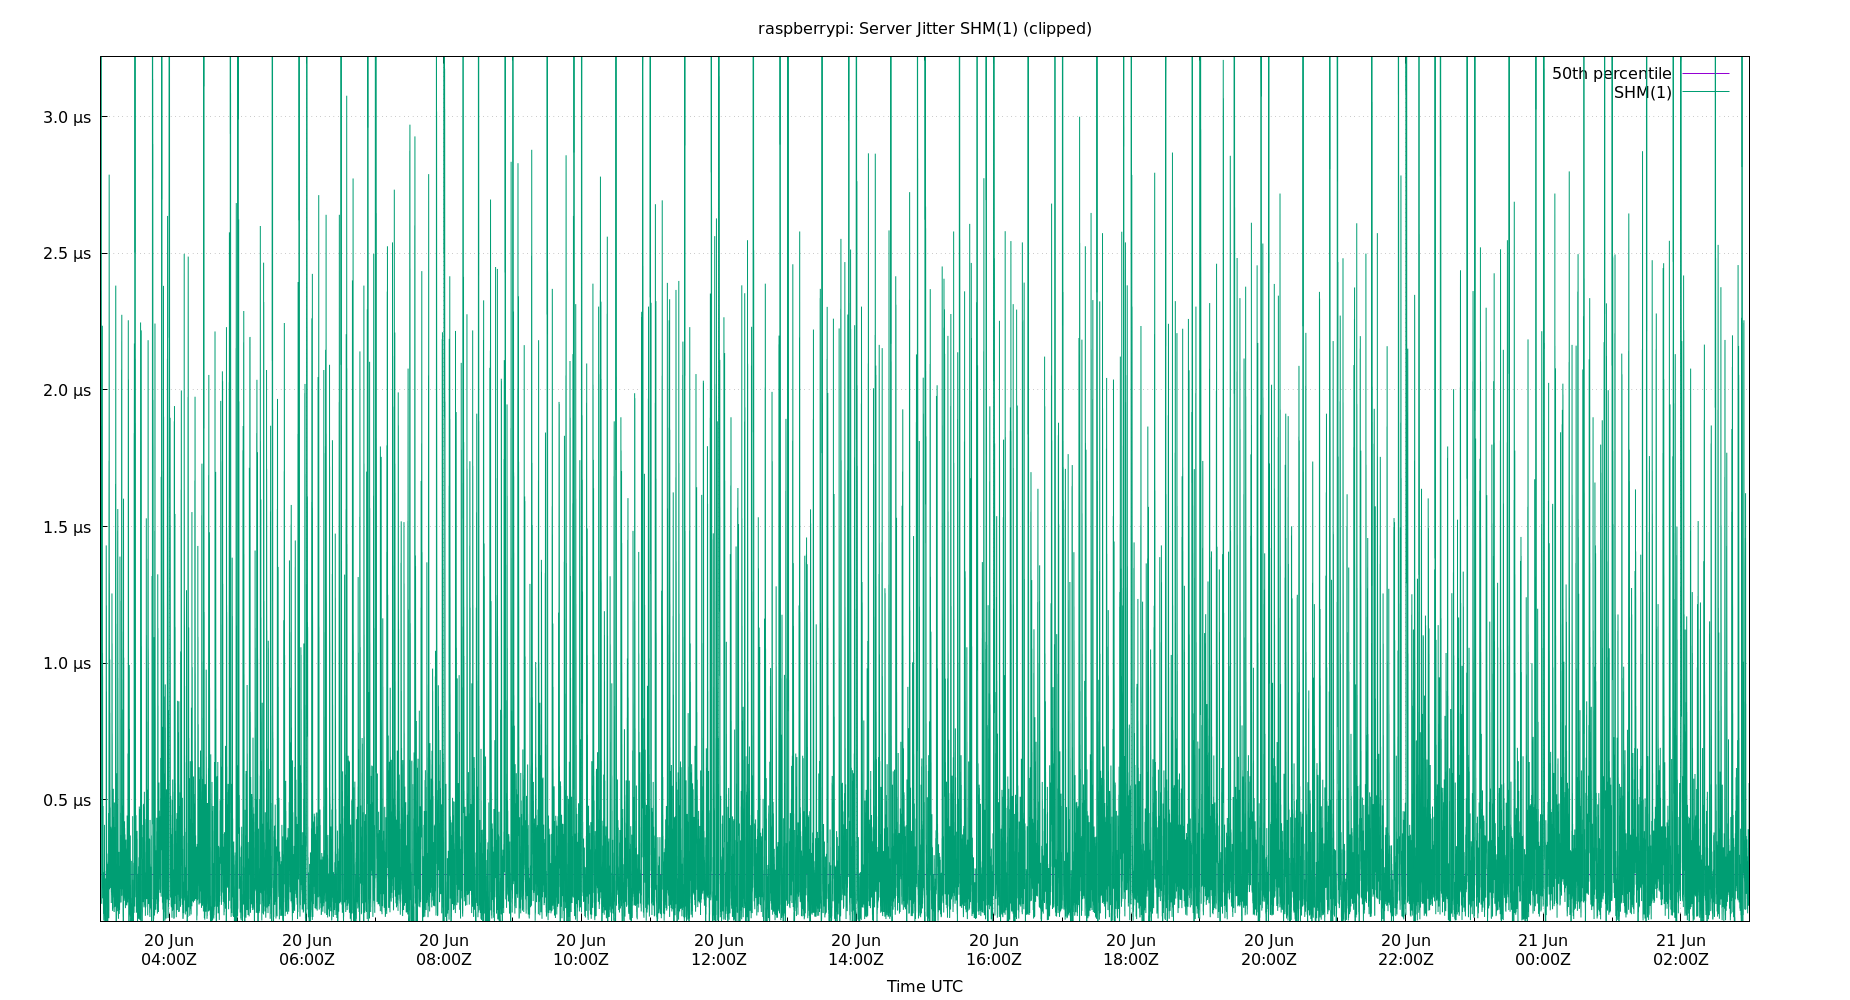 raspberrypi: Server Jitter SHM(1) (clipped)
50th percentile
SHM(1)
3.0 µs
2.5 µs
2.0 µs
1.5 µs
1.0 µs
0.5 µs
20 Jun 20 Jun 20 Jun 20 Jun 20 Jun 20 Jun 20 Jun 20 Jun 20 Jun 20 Jun 21 Jun 21 Jun
04:00Z 06:00Z 08:00Z 10:00Z 12:00Z 14:00Z 16:00Z 18:00Z 20:00Z 22:00Z 00:00Z 02:00Z
Time UTC